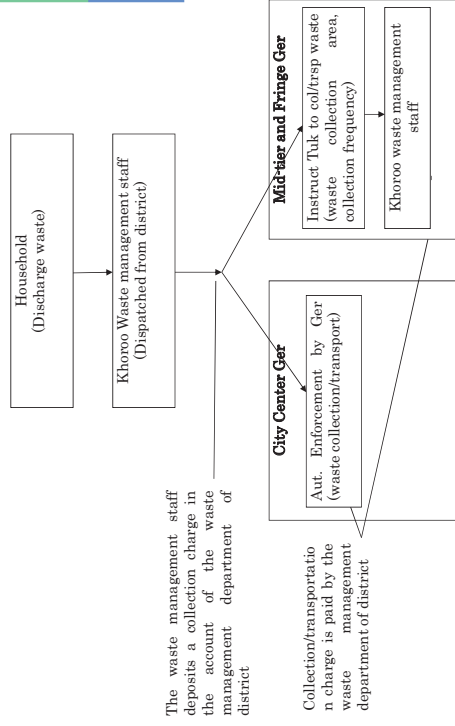 Household
(Discharge waste)
Khoroo Waste management staff
(Dispatched from district)
The waste management staff
deposits a collection charge in
the account of the waste
management department of
district
City Center Ger
Aut. Enforcement by Ger
(waste collection/transport)
Mid-tier and Fringe Ger
Instruct Tuk to col/trsp waste
(waste collection area,
collection frequency)
Khoroo waste management
staff
Collection/transportatio
n charge is paid by the
waste management
department of district